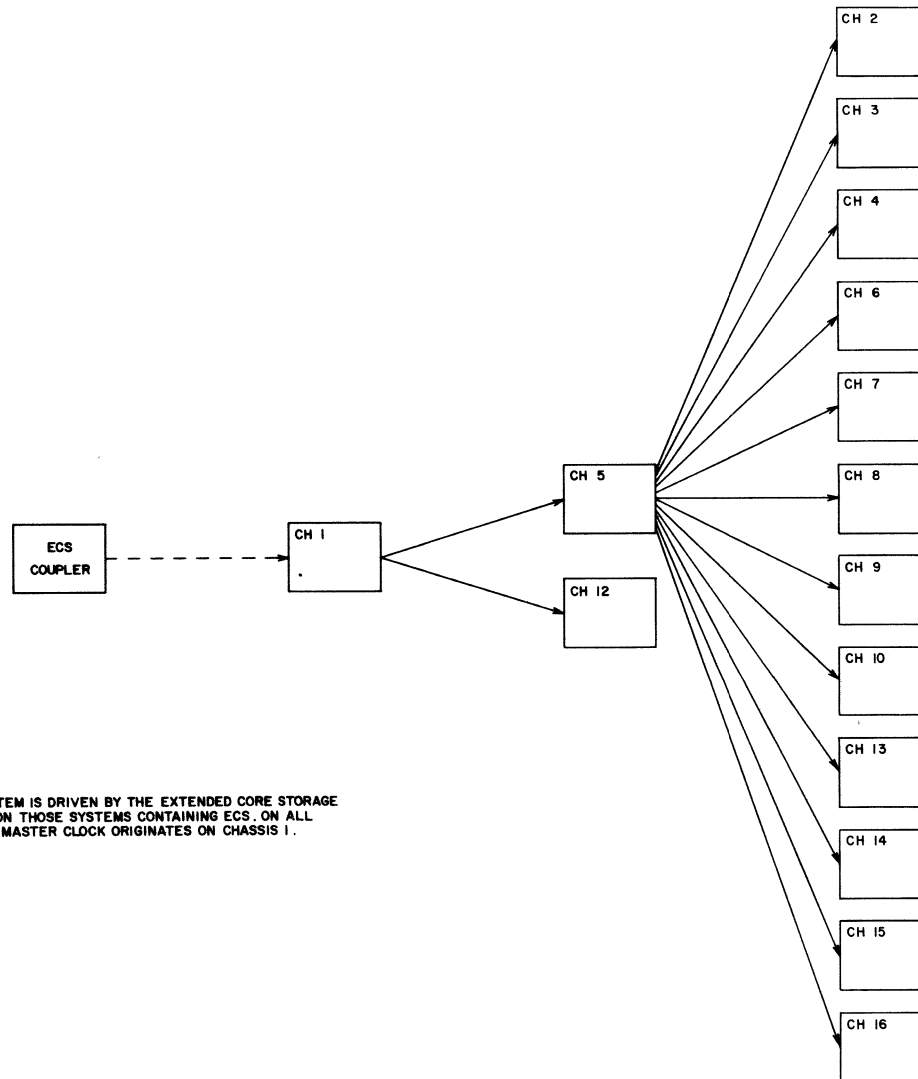 CH 2
CH 3
CH 4
CH 6
CH 7
CH 5
CH 8
ECS
COUPLER
CH 1
CH 9
CH 12
CH 10
CH 13
TEM IS DRIVEN BY THE EXTENDED CORE STORAGE
ON THOSE SYSTEMS CONTAINING ECS. ON ALL
MASTER CLOCK ORIGINATES ON CHASSIS 1.
CH 14
CH 15
CH 16